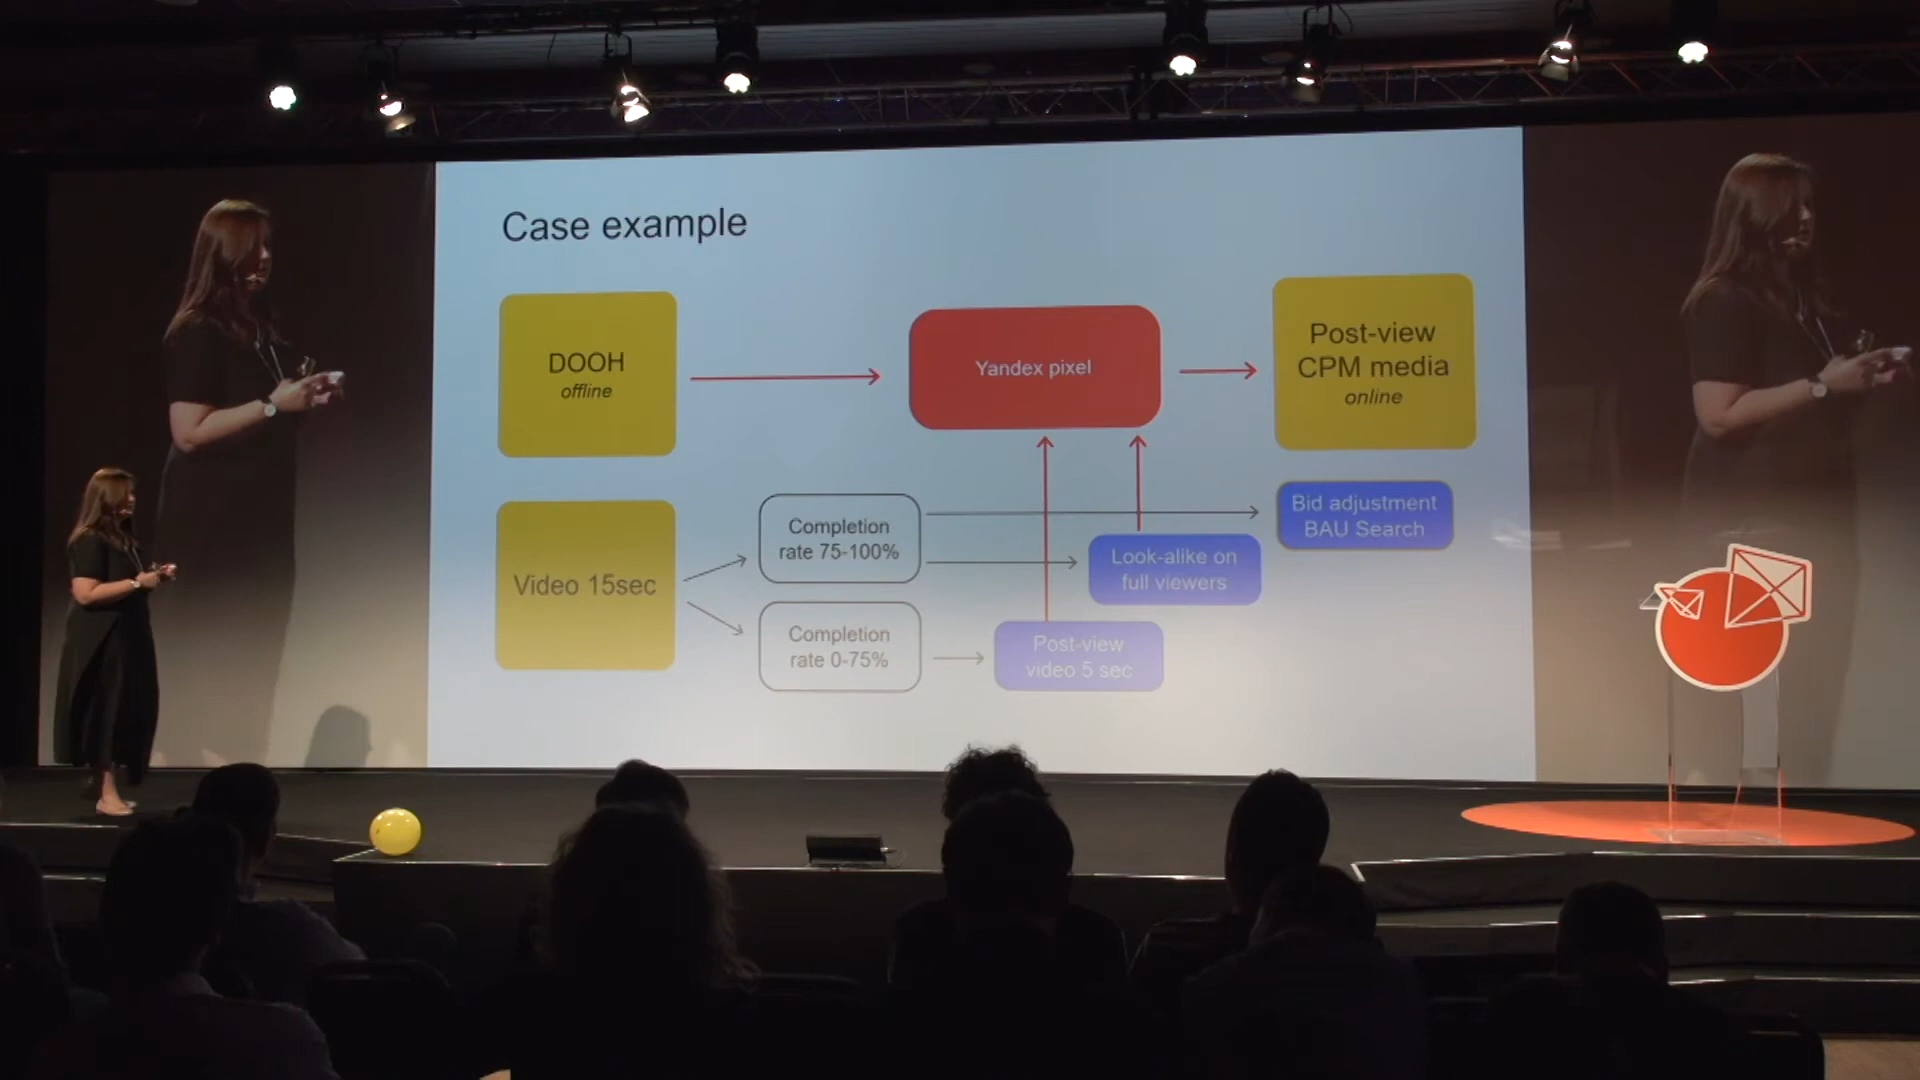 Case example
DOOH
offline
Yandex pixel
Post-view
CPM media
online
Video 15sec
Completion
rate 75-100%
Bid adjustment
BAU Search
Look-alike on
full viewers
Completion
rate 0-75%
Post-view
video 5 sec